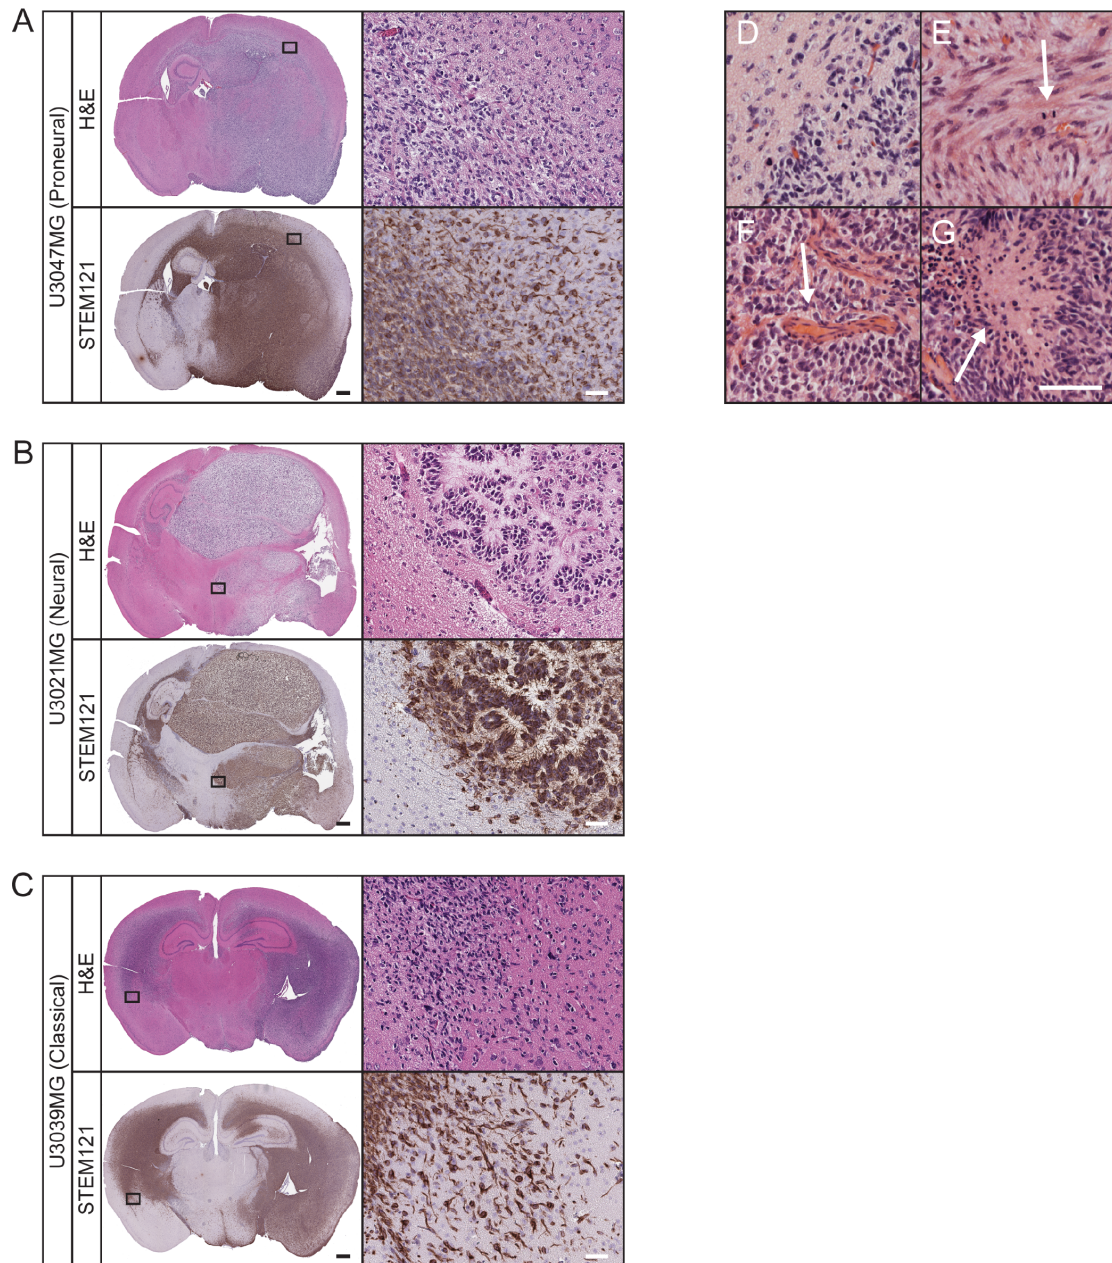 A
U3047MG (Proneural)
H&E
STEM121
B
U3021MG (Neural)
H&E
STEM121
C
U3039MG (Classical)
H&E
STEM121
D
E
F
G